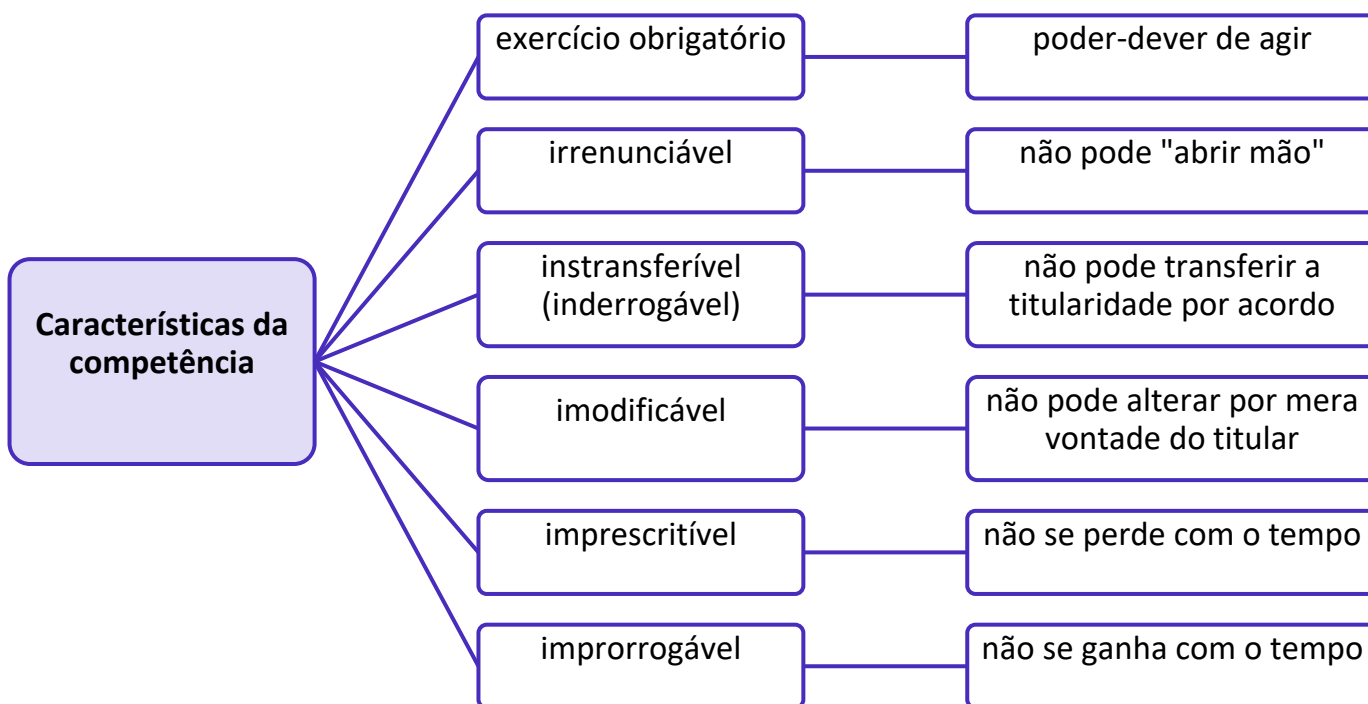 Características da
competência
exercício obrigatório
poder-dever de agir
irrenunciável
não pode "abrir mão"
instransferível
(inderrogável)
não pode transferir a
titularidade por acordo
imodificável
não pode alterar por mera
vontade do titular
imprescritível
não se perde com o tempo
improrrogável
não se ganha com o tempo